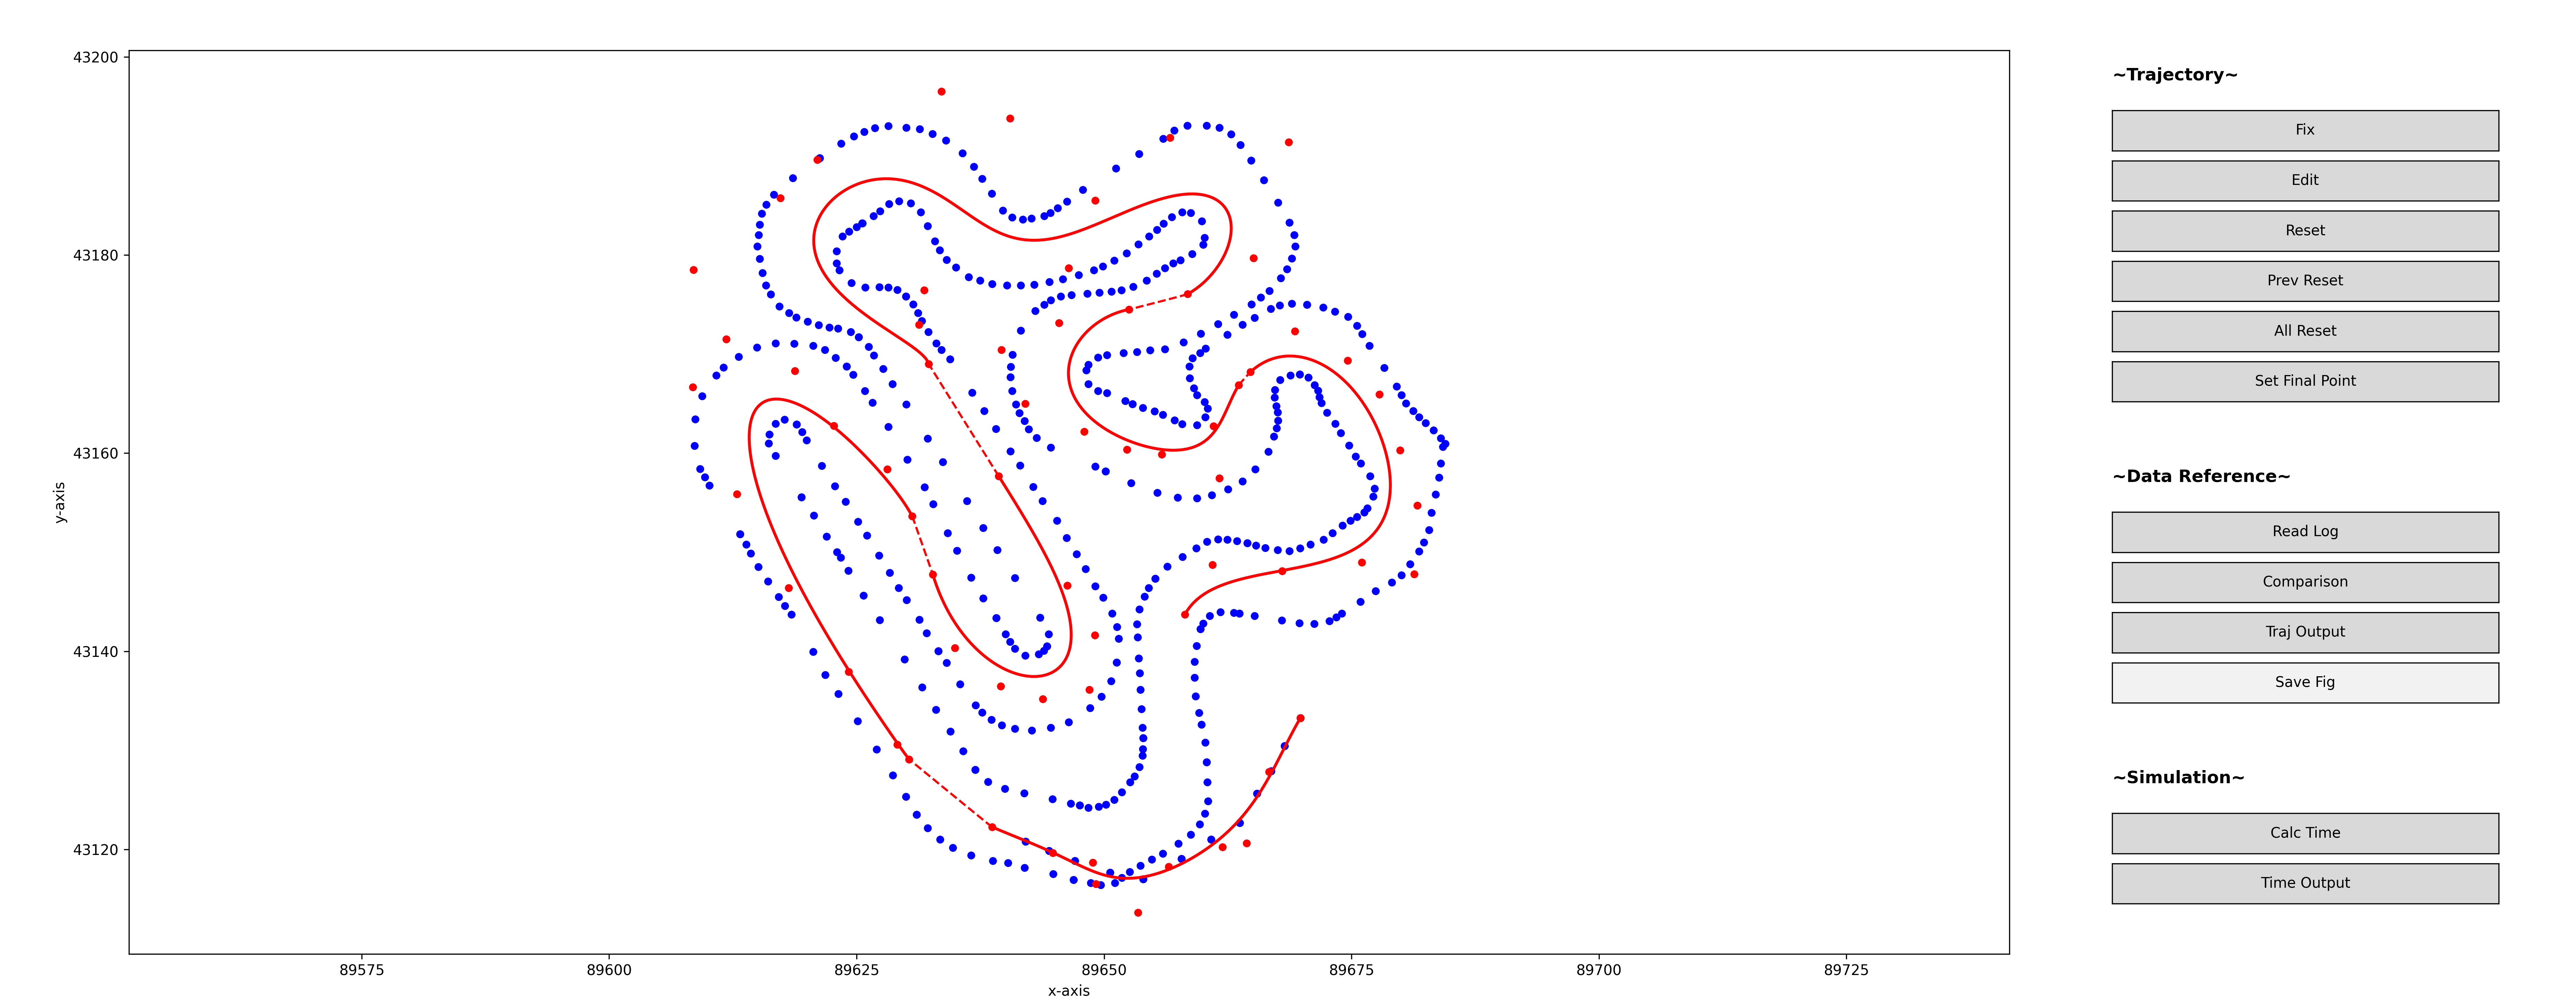 43200
43180
43160
43140
43120
y-axis
89575
89600
89625
89650
89675
89700
89725
x-axis
~Trajectory~
Fix
Edit
Reset
Prev Reset
All Reset
Set Final Point
~Data Reference~
Read Log
Comparison
Traj Output
Save Fig
~Simulation~
Calc Time
Time Output